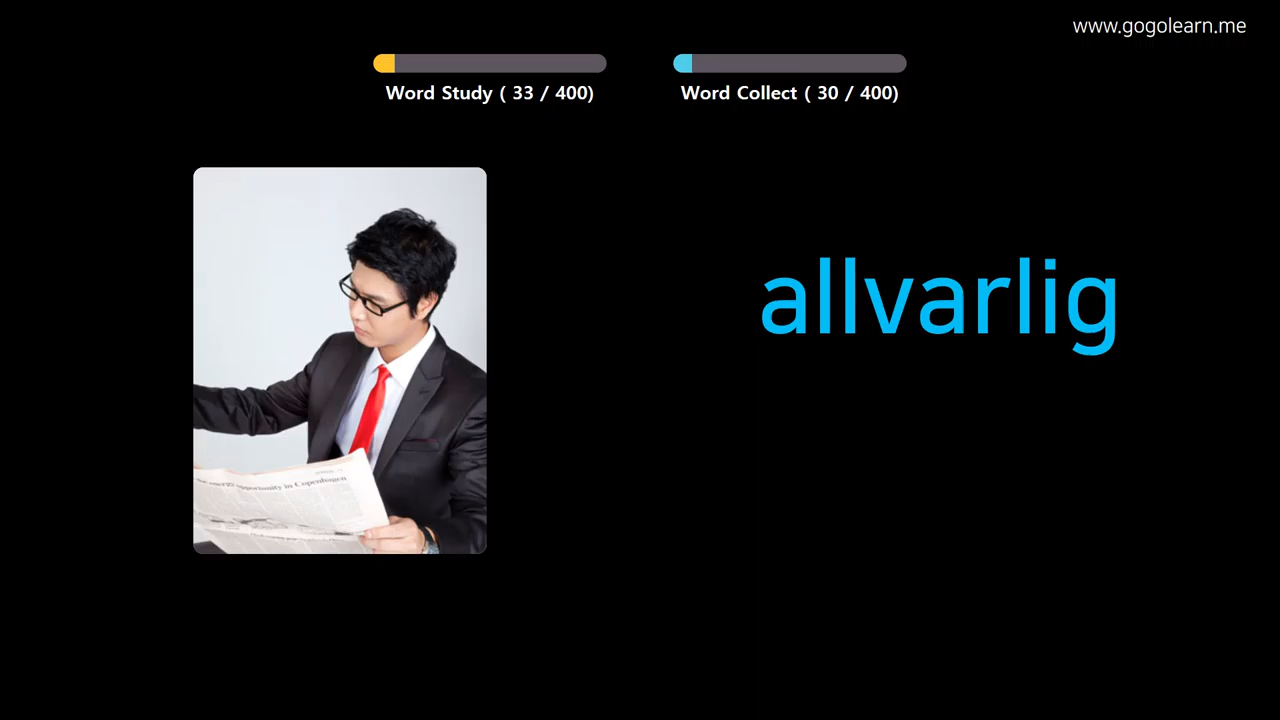 www.gogolearn.me
Word Study ( 33 / 400)
Word Collect ( 30 / 400)
allvarlig
opportunity in Copenhagen